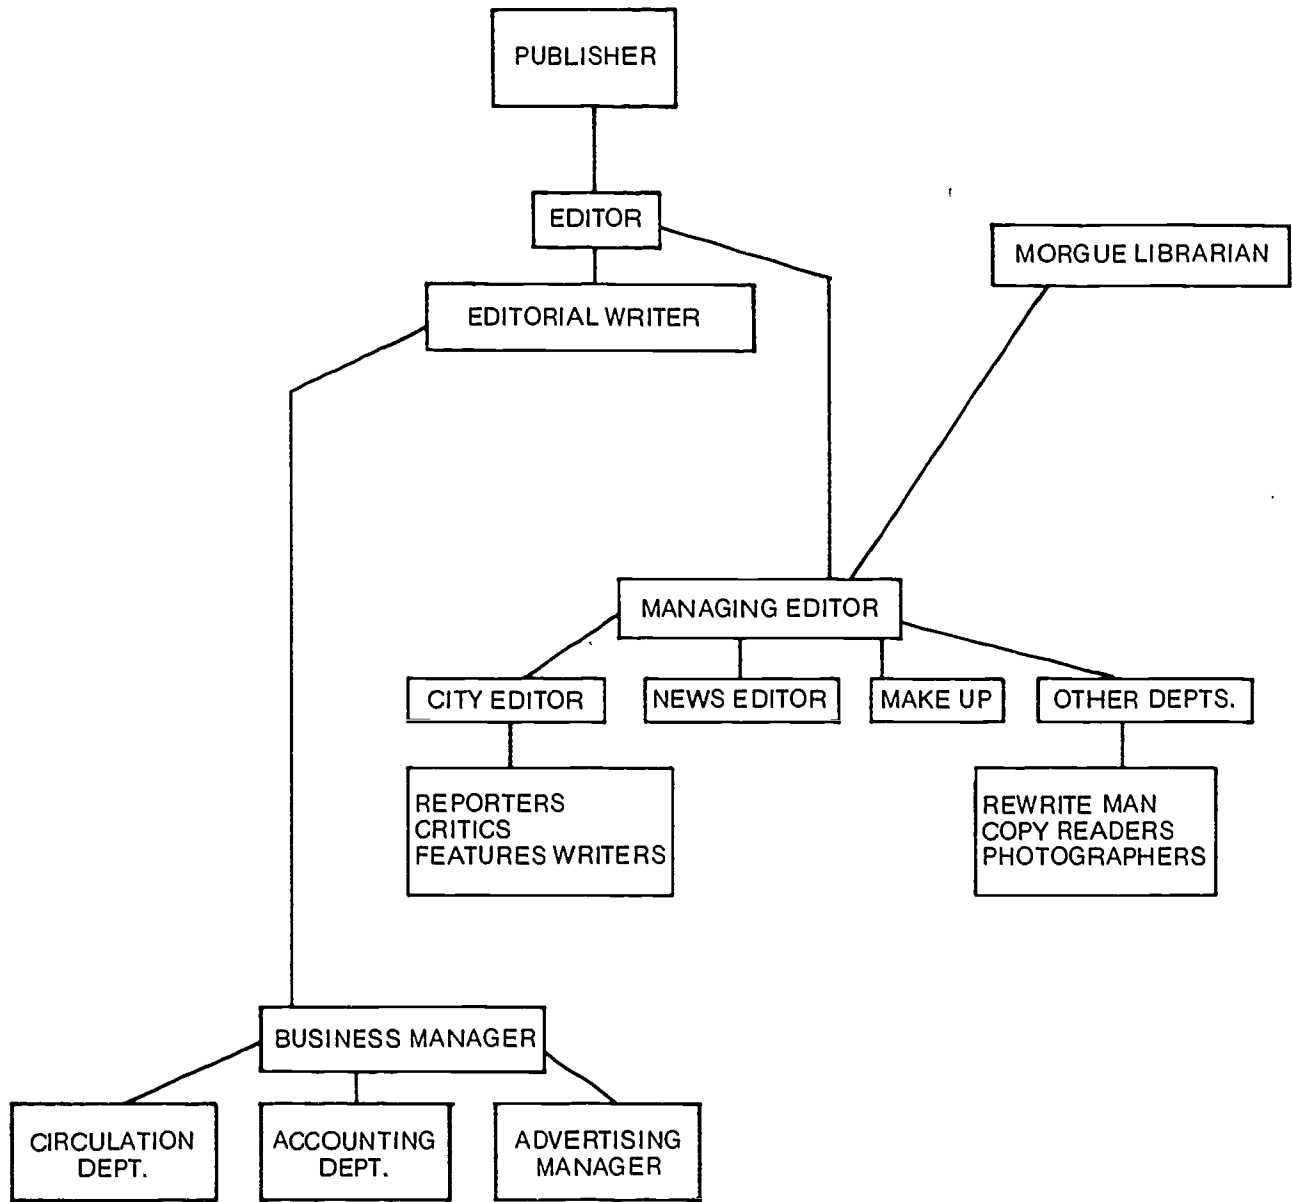 PUBLISHER
EDITOR
MORGUE LIBRARIAN
EDITORIAL WRITER
MANAGING EDITOR
CITY EDITOR
NEWS EDITOR
MAKE UP
OTHER DEPTS.
REPORTERS
CRITICS
FEATURES WRITERS
REWRITE MAN
COPY READERS
PHOTOGRAPHERS
BUSINESS MANAGER
CIRCULATION
DEPT.
ACCOUNTING
DEPT.
ADVERTISING
MANAGER